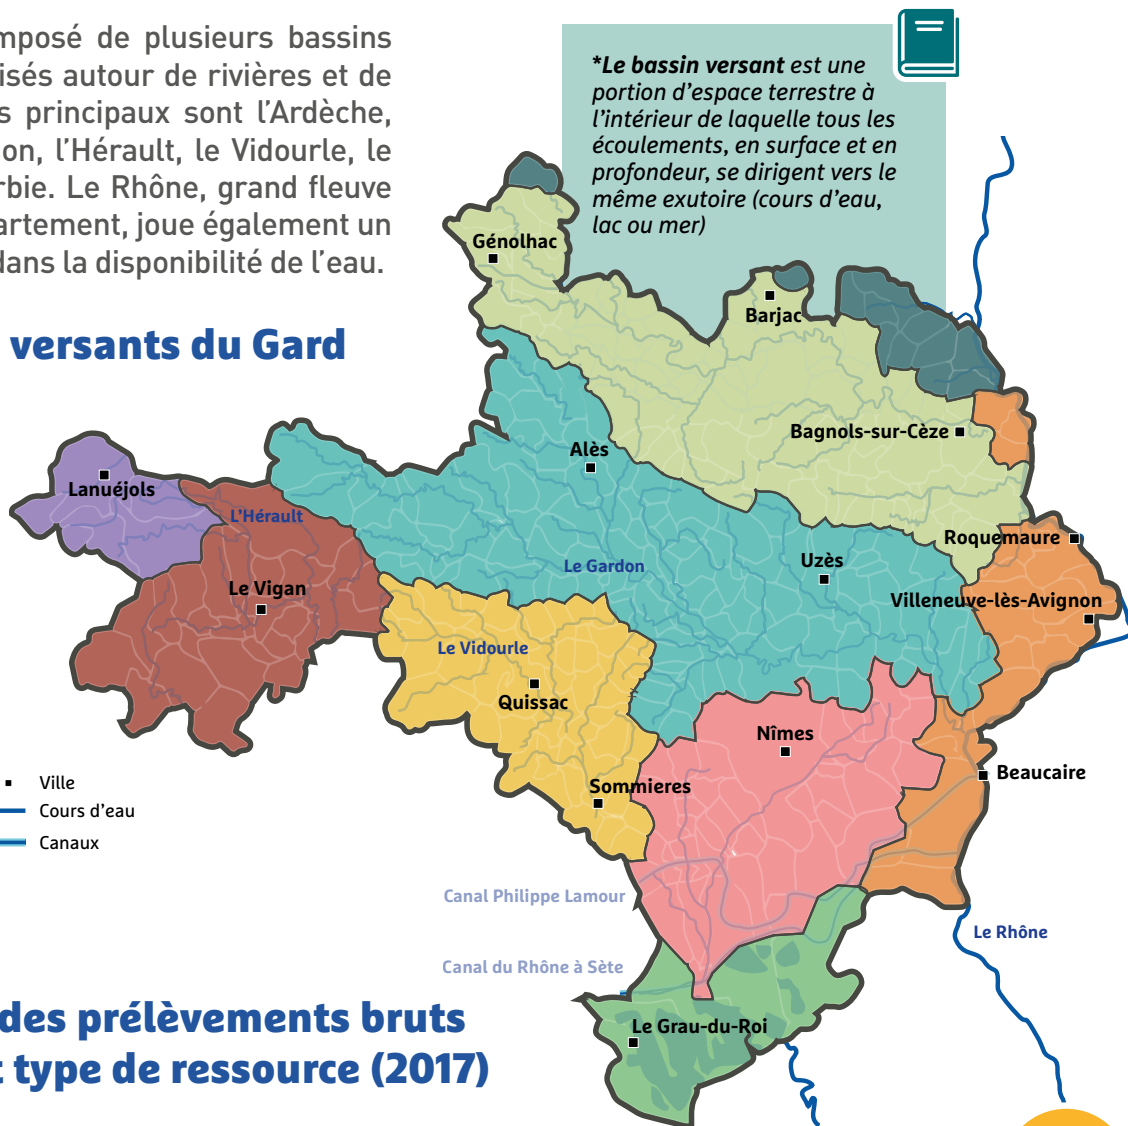 mposé de plusieurs bassins
isés autour de rivières et de
s principaux sont l’Ardèche,
on, l’Hérault, le Vidourle, le
rbie. Le Rhône, grand fleuve
artement, joue également un
dans la disponibilité de l’eau.
*Le bassin versant est une
portion d’espace terrestre à
l’intérieur de laquelle tous les
écoulements, en surface et en
profondeur, se dirigent vers le
même exutoire (cours d’eau,
lac ou mer)
versants du Gard
Génolhac
Barjac
Bagnols-sur-Cèze
Alès
Lanuéjols
L’Hérault
Roquemaure
Le Gardon
Uzès
Le Vigan
Villeneuve-lès-Avignon
Le Vidourle
Quissac
Nîmes
Beaucaire
Sommieres
Ville
Cours d’eau
Canaux
Canal Philippe Lamour
Le Rhône
Canal du Rhône à Sète
Le Grau-du-Roi
des prélèvements bruts
t type de ressource (2017)